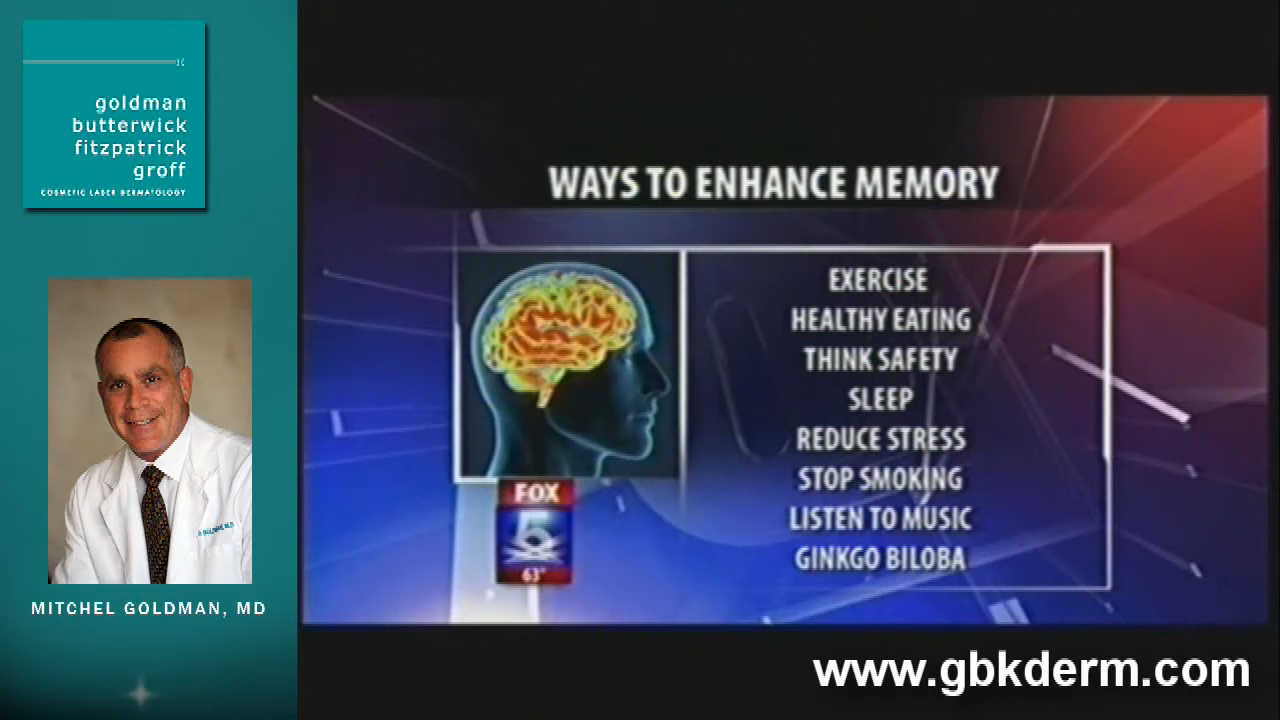 goldman
butterwick
fitzpatrick
groff
COSMETIC LASER DERMATOLOGY
MITCHEL GOLDMAN, MD
WAYS TO ENHANCE MEMORY
EXERCISE
HEALTHY EATING
THINK SAFETY
SLEEP
REDUCE STRESS
STOP SMOKING
LISTEN TO MUSIC
GINKGO BILOBA
FOX
5
63°
www.gbkderm.com